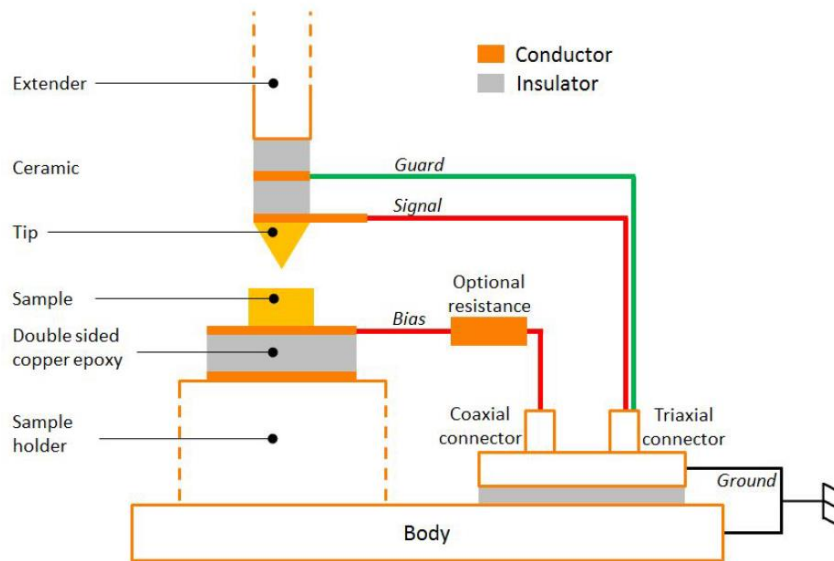 Conductor
Insulator
Extender
Ceramic
Guard
Signal
Tip
Sample
Optional
resistance
Bias
Double sided
copper epoxy
Sample
holder
Coaxial
connector
Triaxial
connector
Ground
Body